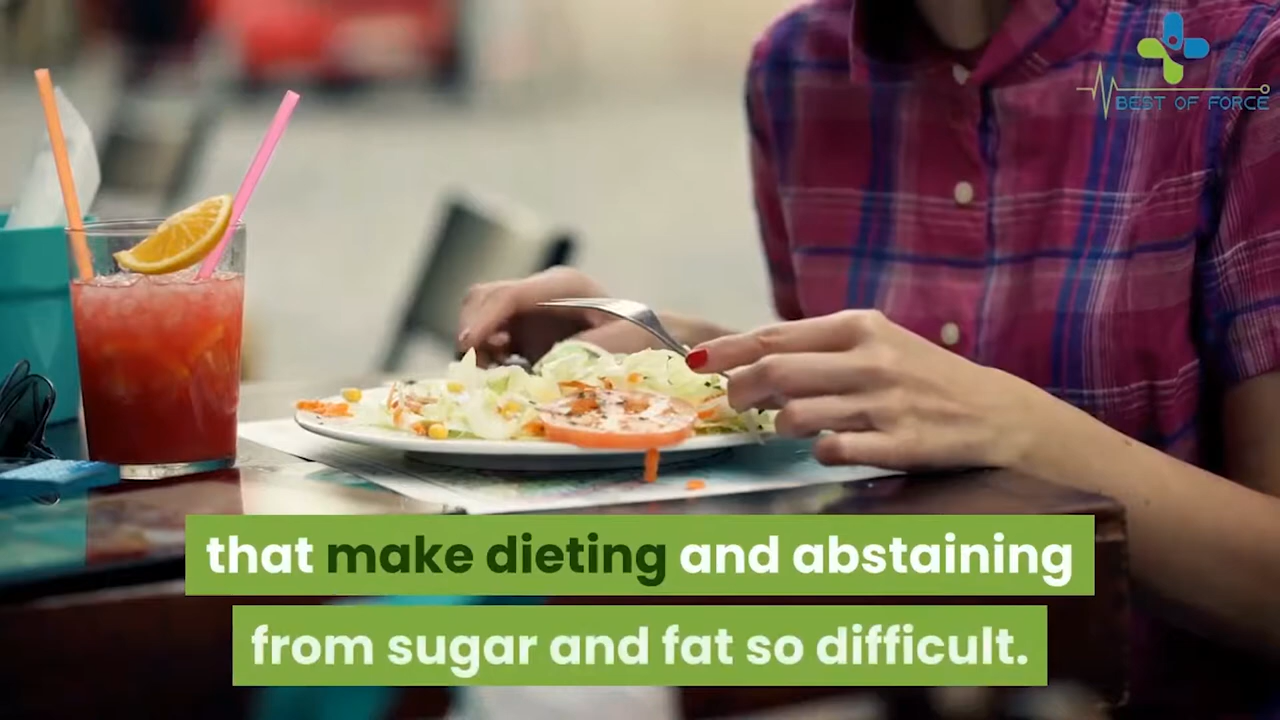 BEST OF FORCE
that make dieting and abstaining
from sugar and fat so difficult.